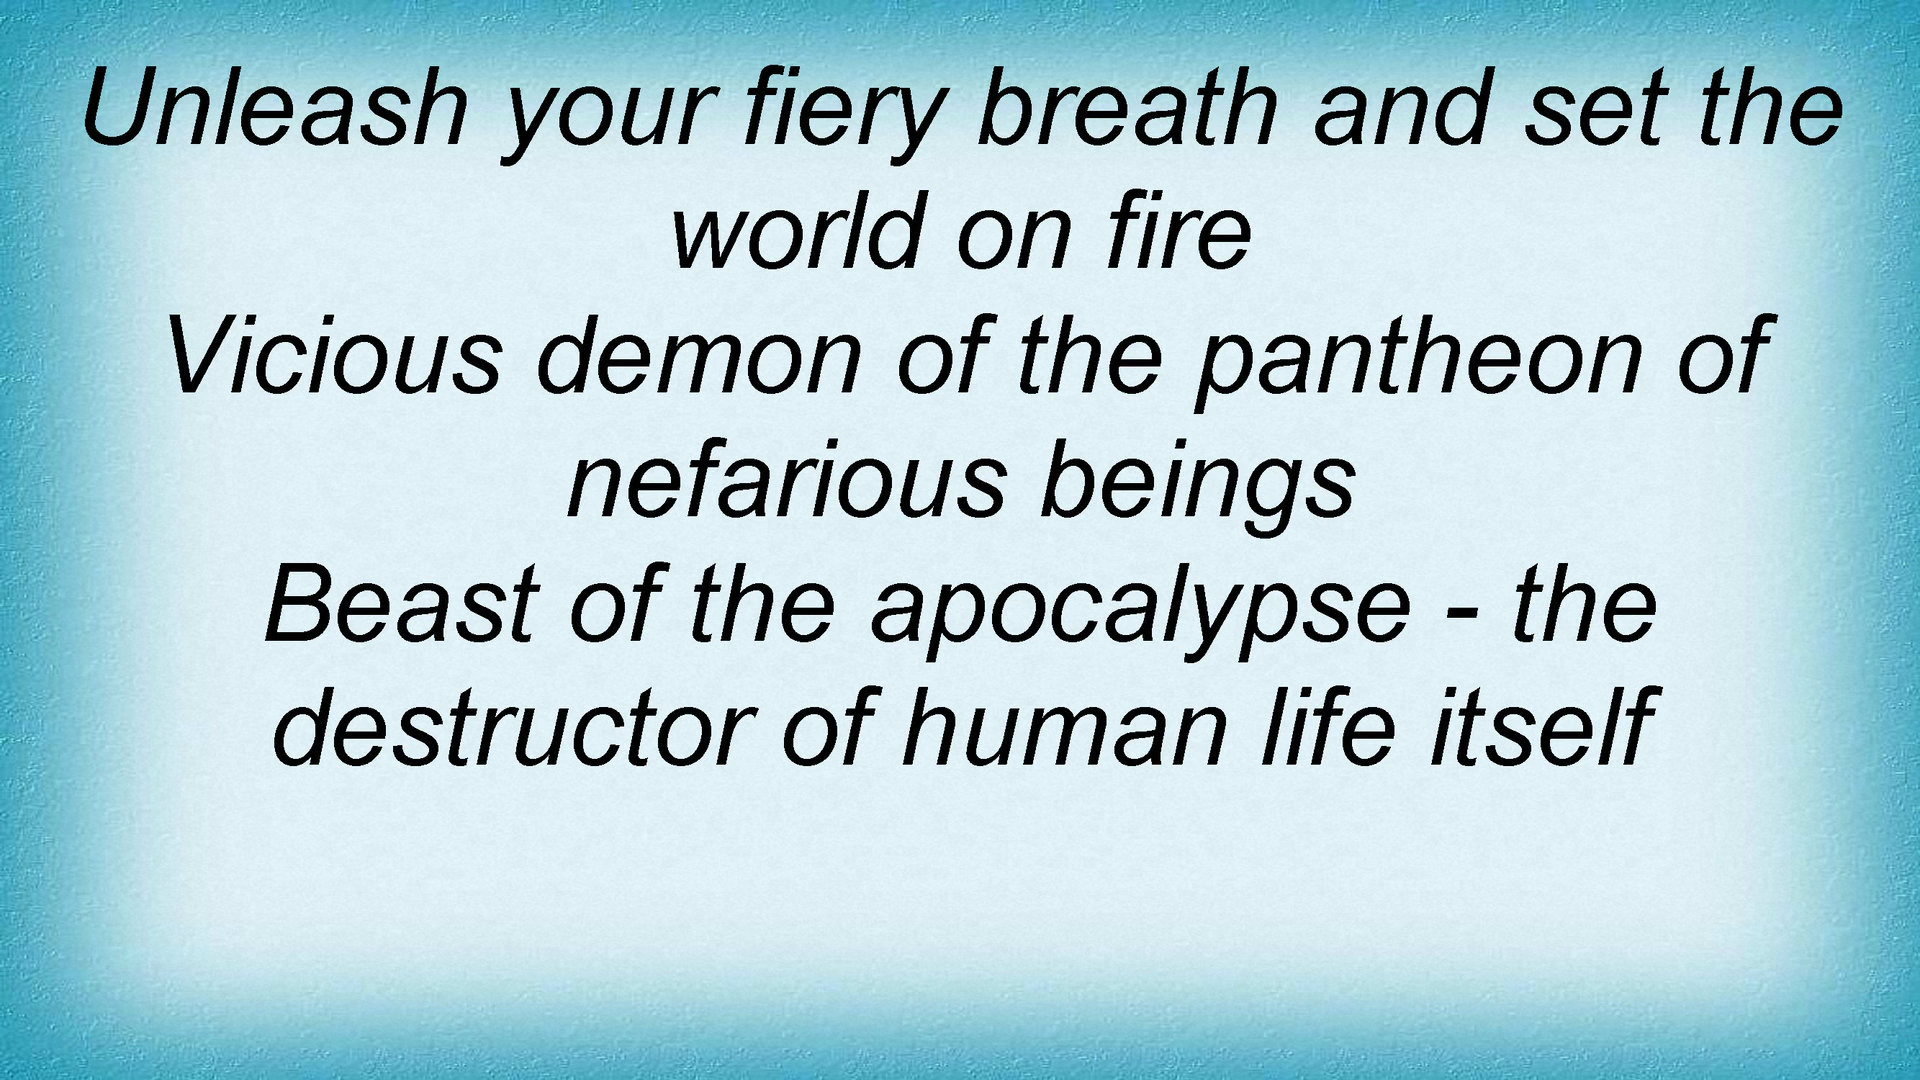 Unleash your fiery breath and set the
world on fire
Vicious demon of the pantheon of
nefarious beings
Beast of the apocalypse - the
destructor of human life itself